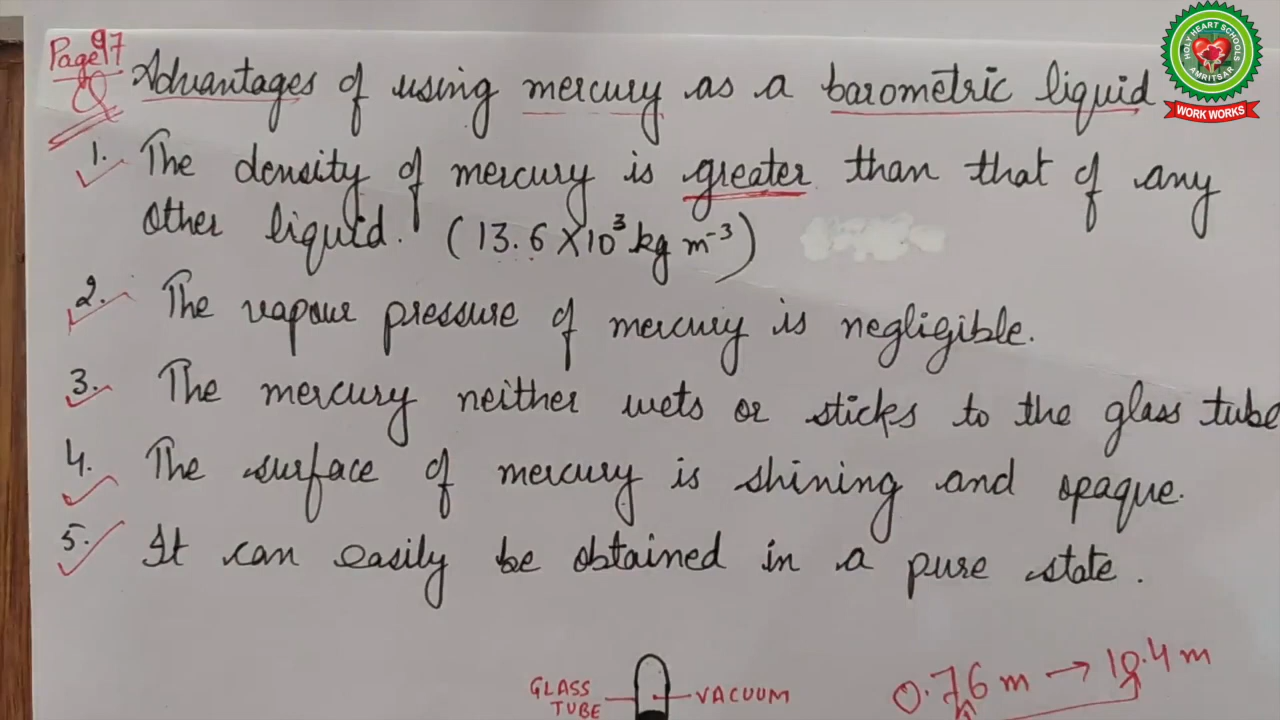 Page 97
Q
Advantages of using mercury as a barometric liquid
1. The density of mercury is greater than that of any
other liquid. (13.6 X10³ kg m⁻³)
2. The vapour pressure of mercury is negligible.
3. The mercury neither wets or sticks to the glass tube
4. The surface of mercury is shining and opaque.
5. It can easily be obtained in a pure state.
GLASS TUBE
VACUUM
0.76 m → 10.4 m
HOLY HEART SCHOOLS
AMRITSAR
WORK WORKS